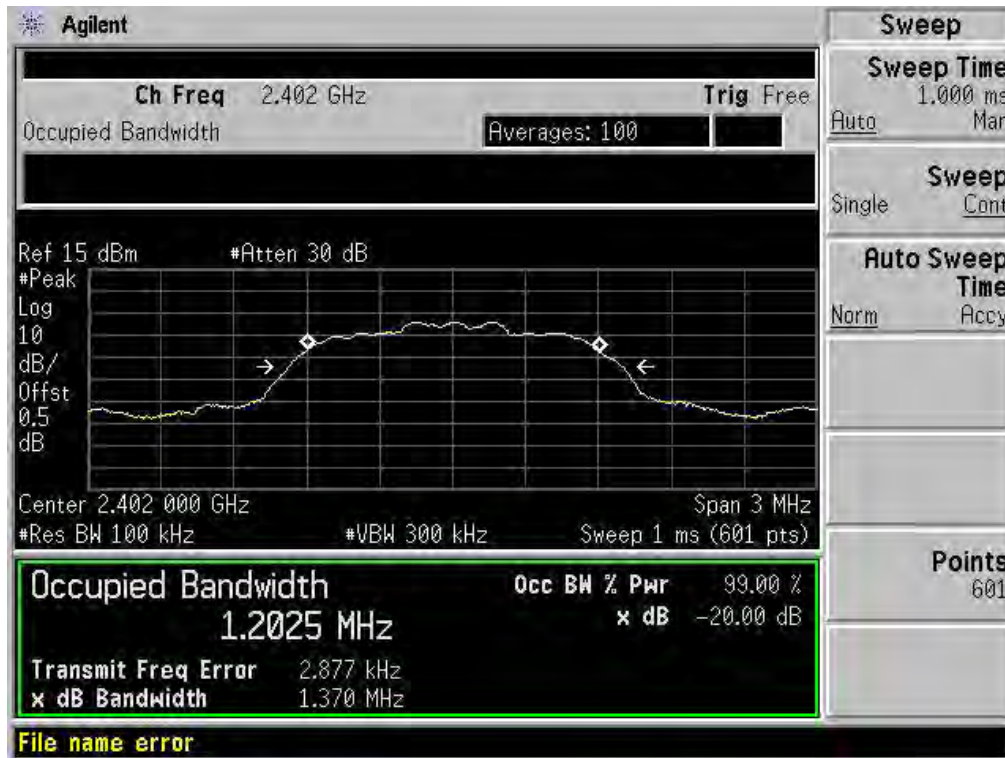 Agilent
Ch Freq 2.402 GHz Trig Free
Occupied Bandwidth Averages: 100
Ref 15 dBm #Atten 30 dB
#Peak
Log
10
dB/
Offst
0.5
dB
Center 2.402 000 GHz Span 3 MHz
#Res BW 100 kHz #VBW 300 kHz Sweep 1 ms (601 pts)
Occupied Bandwidth Occ BW % Pwr 99.00 %
1.2025 MHz x dB -20.00 dB
Transmit Freq Error 2.877 kHz
x dB Bandwidth 1.370 MHz
File name error
Sweep
Sweep Time
1.000 ms
Auto Man
Sweep
Single Cont
Auto Sweep
Time
Norm Accy
Points
601